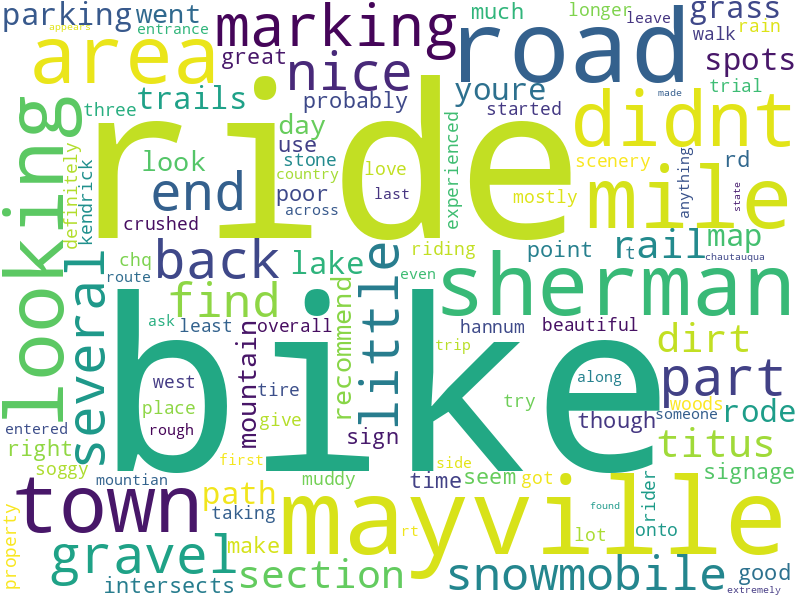 parking
went
appears
entrance
marking
great
road
much
longer
leave
grass
walk
rain
spots
area
nice
youre
trial
trails
three
probably
started
made
didnt
looking
ride
day
use
look
stone
country
love
last
across
experienced
scenery
mostly
anything
rd
state
mile
definitely
kendrick
end
poor
crushed
several
chq
route
back
lake
little
riding
even
point
rail
t
map
chautauqua
sherman
find
ask
least
overall
recommend
mountain
hannum
beautiful
trip
dirt
bike
west
place
rough
tire
give
sign
along
try
though
someone
woods
part
rode
entered
right
soggy
mountian
first
muddy
time
side
seem
got
titus
signage
town
path
taking
mayville
found
lot
rider
onto
property
gravel
make
rt
intersects
section
snowmobile
good
extremely